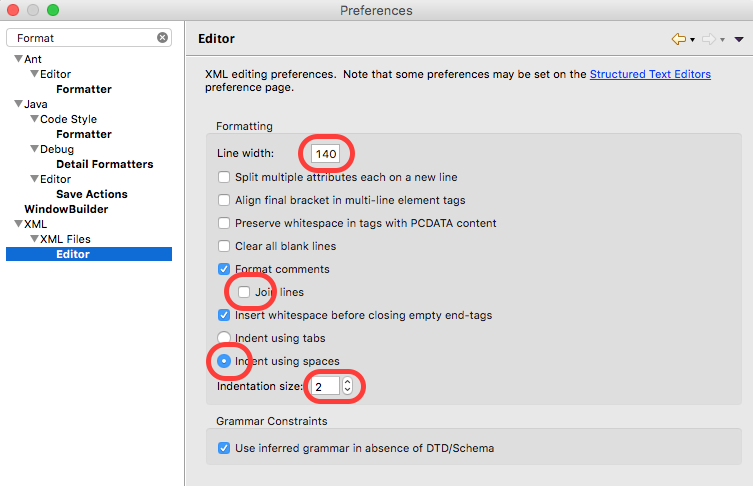 Preferences
Format
Ant
Editor
Formatter
Java
Code Style
Formatter
Debug
Detail Formatters
Editor
Save Actions
WindowBuilder
XML
XML Files
Editor
Editor
XML editing preferences.  Note that some preferences may be set on the Structured Text Editors
preference page.
Formatting
Line width: 140
Split multiple attributes each on a new line
Align final bracket in multi-line element tags
Preserve whitespace in tags with PCDATA content
Clear all blank lines
Format comments
Join lines
Insert whitespace before closing empty end-tags
Indent using tabs
Indent using spaces
Indentation size: 2
Grammar Constraints
Use inferred grammar in absence of DTD/Schema